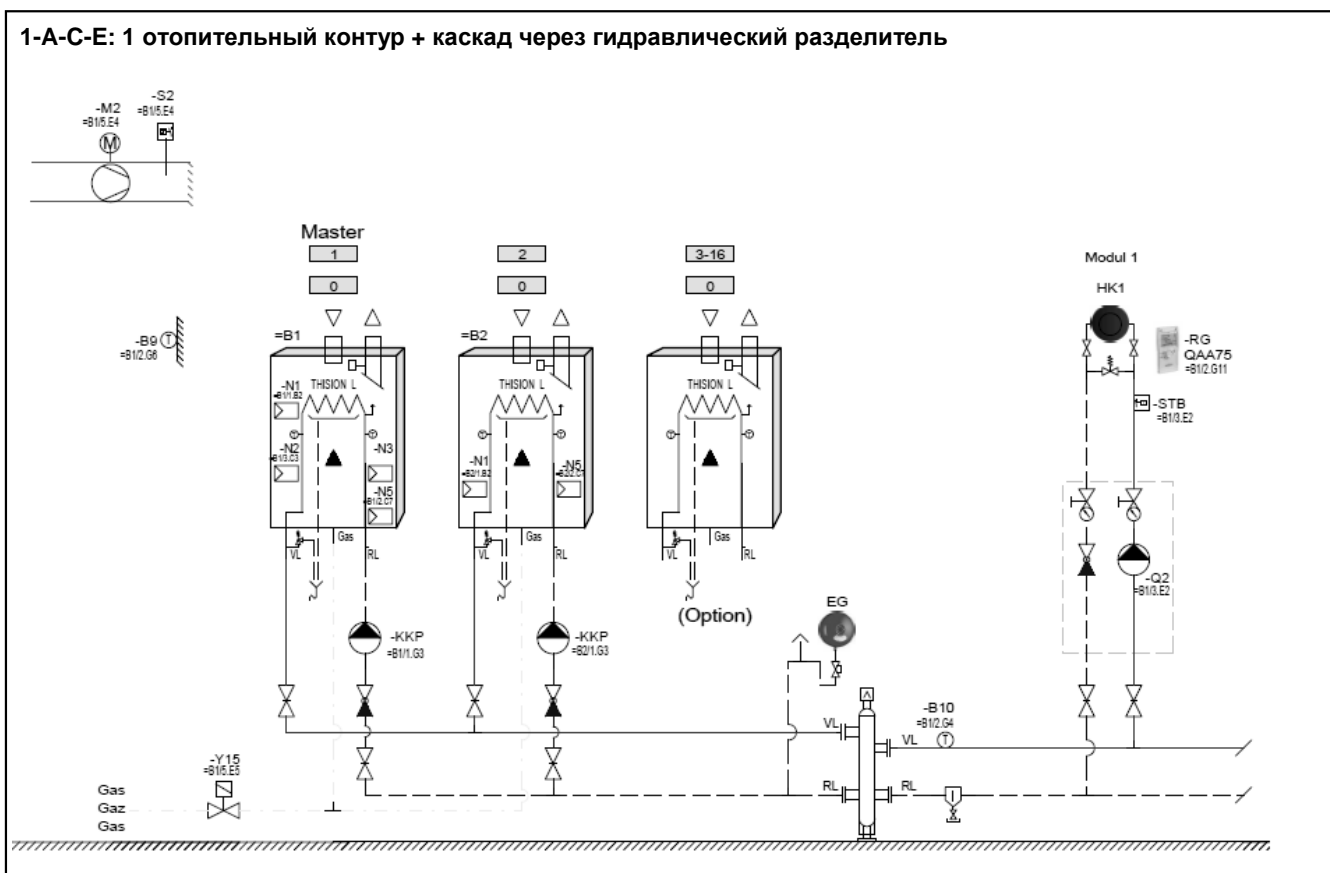 1-A-C-E: 1 отопительный контур + каскад через гидравлический разделитель
-M2
=B1/5.E4
-S2
=B1/5.E4
M
Master
1
0
2
0
3-16
0
Modul 1
HK1
-B9
=B1/2.G6
T
=B1
=B2
-RG
QAA75
=B1/2.G11
-STB
=B1/3.E2
THISION L
THISION L
THISION L
-N1
=B1/1.B2
-N2
=B1/3.C3
-N3
-N5
=B1/2.C7
-N1
=B2/1.B2
-N5
VL
Gas
RL
VL
Gas
RL
VL
Gas
RL
(Option)
EG
-KKP
=B1/1.G3
-KKP
=B2/1.G3
-Q2
=B1/3.E2
-B10
=B1/2.G4
T
VL
VL
RL
RL
-Y15
=B1/5.E5
Gas
Gaz
Gas